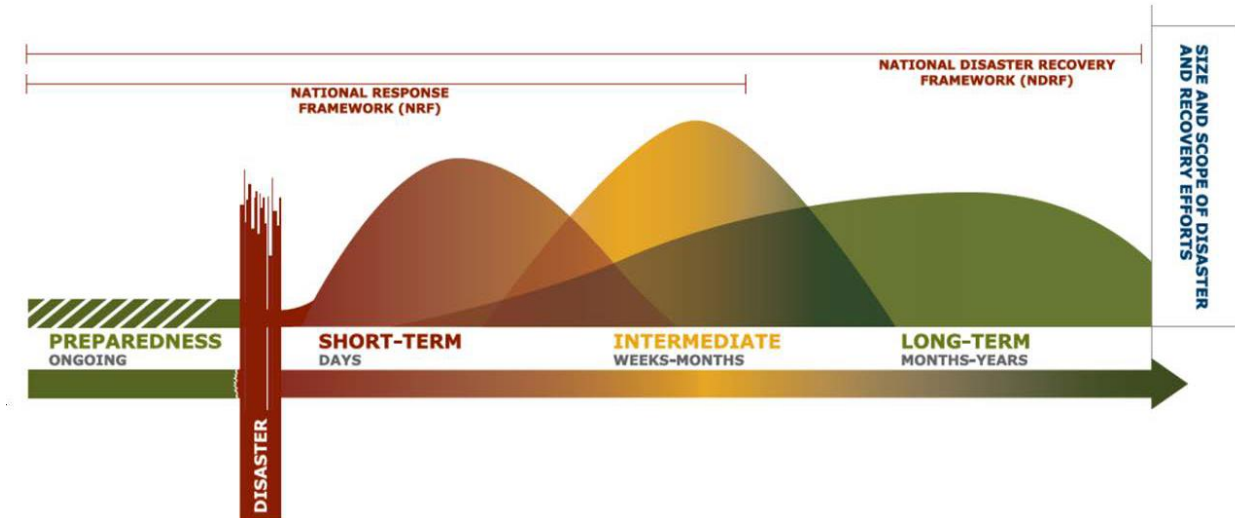 NATIONAL DISASTER RECOVERY
FRAMEWORK (NDRF)
NATIONAL RESPONSE
FRAMEWORK (NRF)
SIZE AND SCOPE OF DISASTER
AND RECOVERY EFFORTS
PREPAREDNESS
ONGOING
SHORT-TERM
DAYS
INTERMEDIATE
WEEKS-MONTHS
LONG-TERM
MONTHS-YEARS
DISASTER